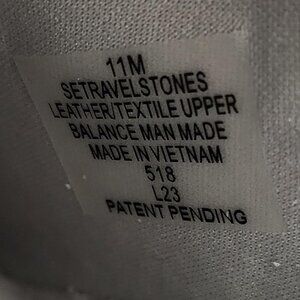 11M
SETRAVELSTONES
LEATHER/TEXTILE UPPER
BALANCE MAN MADE
MADE IN VIETNAM
518
L23
PATENT PENDING